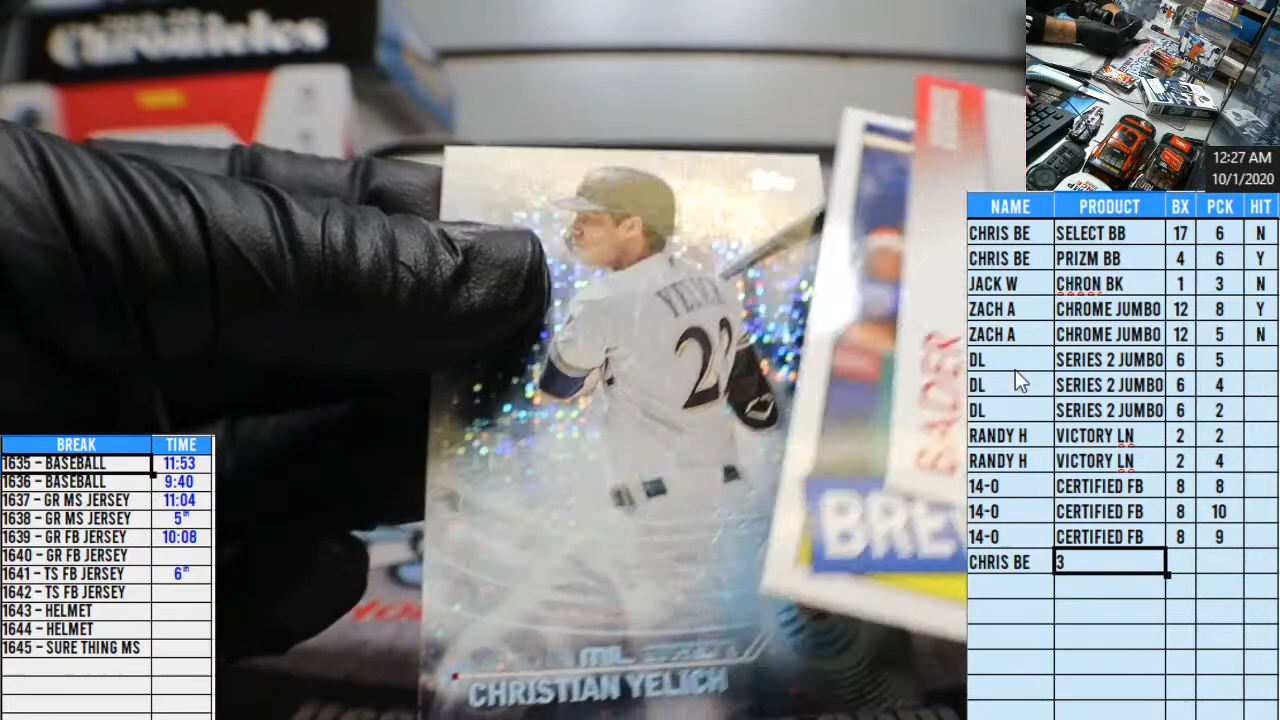 Chronicles
YELICH
22
BADER
BREW
MIL
CHRISTIAN YELICH
12:27 AM
10/1/2020
NAME PRODUCT BX PCK HIT
CHRIS BE SELECT BB 17 6 N
CHRIS BE PRIZM BB 4 6 Y
JACK W CHRON BK 1 3 N
ZACH A CHROME JUMBO 12 8 Y
ZACH A CHROME JUMBO 12 5 N
DL SERIES 2 JUMBO 6 5
DL SERIES 2 JUMBO 6 4
DL SERIES 2 JUMBO 6 2
RANDY H VICTORY LN 2 2
RANDY H VICTORY LN 2 4
14-0 CERTIFIED FB 8 8
14-0 CERTIFIED FB 8 10
14-0 CERTIFIED FB 8 9
CHRIS BE 3
BREAK TIME
1635 – BASEBALL 11:53
1636 – BASEBALL 9:40
1637 – GR MS JERSEY 11:04
1638 – GR MS JERSEY 5TH
1639 – GR FB JERSEY 10:08
1640 – GR FB JERSEY
1641 – TS FB JERSEY 6TH
1642 – TS FB JERSEY
1643 – HELMET
1644 – HELMET
1645 – SURE THING MS